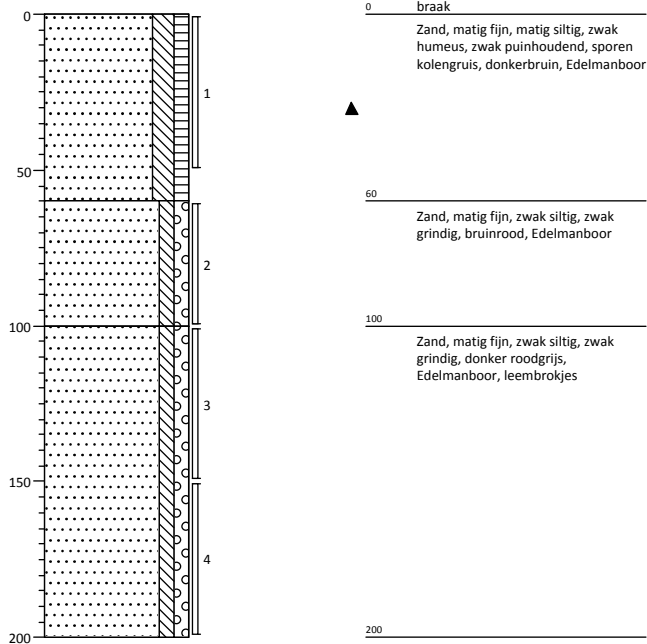 0
50
100
150
200
1
2
3
4
0
braak
Zand, matig fijn, matig siltig, zwak
humeus, zwak puinhoudend, sporen
kolengruis, donkerbruin, Edelmanboor
60
Zand, matig fijn, zwak siltig, zwak
grindig, bruinrood, Edelmanboor
100
Zand, matig fijn, zwak siltig, zwak
grindig, donker roodgrijs,
Edelmanboor, leembrokjes
200